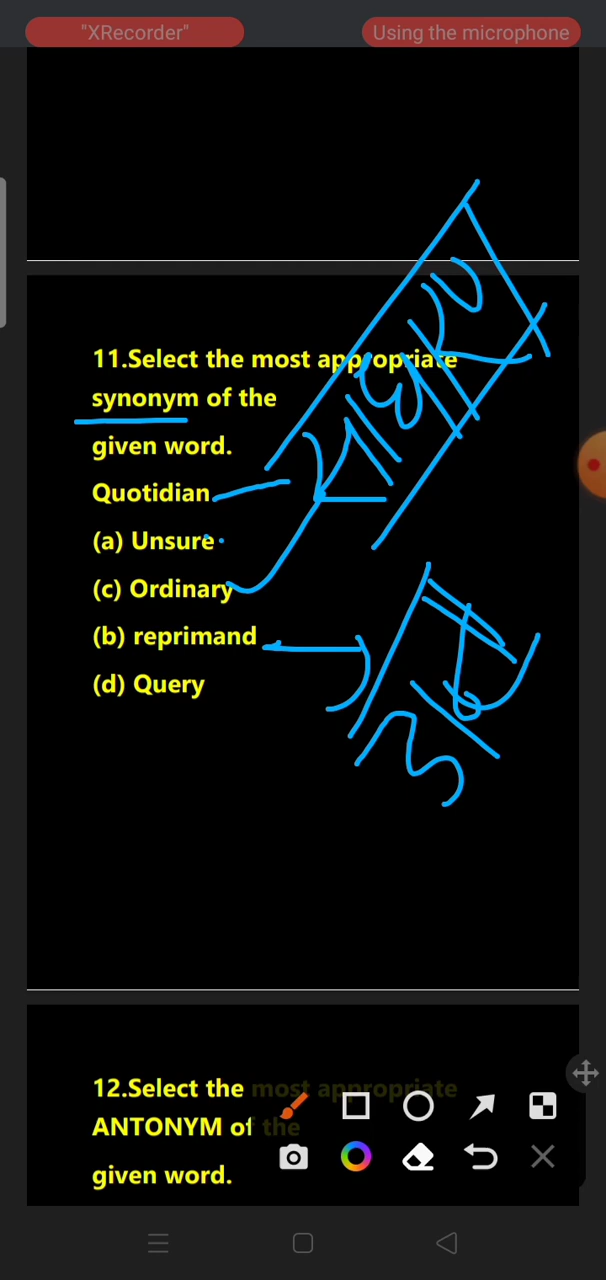 "XRecorder"
Using the microphone
11.Select the most appropriate
synonym of the
given word.
Quotidian
(a) Unsure
(c) Ordinary
(b) reprimand
(d) Query
12.Select the most appropriate
ANTONYM of the
given word.